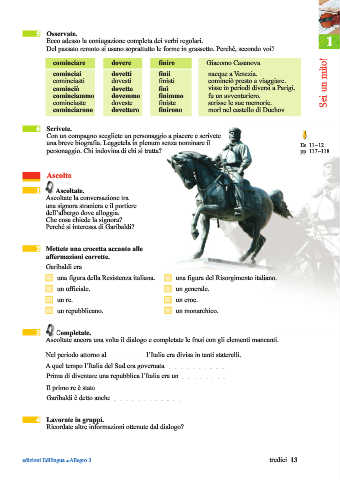 Osservate.
Ecco adesso la coniugazione completa dei verbi regolari.
Del passato remoto si usano soprattutto le forme in grassetto. Perché, secondo voi?
1
Sei un mito!
cominciare dovere finire Giacomo Casanova
cominciai dovetti finii nacque a Venezia.
cominciasti dovesti finisti cominciò presto a viaggiare.
cominciò dovette finì visse in periodi diversi a Parigi.
cominciammo dovemmo finimmo fu un avventuriero.
cominciaste doveste finiste scrisse le sue memorie.
cominciarono dovettero finirono morì nel castello di Duchov
Scrivete.
Con un compagno scegliete un personaggio a piacere e scrivete
una breve biografia. Leggetela in plenum senza nominare il
personaggio. Chi indovina di chi si tratta?
Es 11–12
pp 117–118
Ascolto
Ascoltate.
Ascoltate la conversazione tra
una signora straniera e il portiere
dell'albergo dove alloggia.
Che cosa chiede la signora?
Perché si interessa di Garibaldi?
Mettete una crocetta accanto alle
affermazioni corrette.
Garibaldi era
una figura della Resistenza italiana. una figura del Risorgimento italiano.
un officiale. un generale.
un re. un eroe.
un repubblicano. un monarchico.
Completate.
Ascoltate ancora una volta il dialogo e completate le frasi con gli elementi mancanti.
Nel periodo attorno al l'Italia era divisa in tanti staterelli.
A quel tempo l'Italia del Sud era governata
Prima di diventare una repubblica l'Italia era un
Il primo re è stato
Garibaldi è detto anche
Lavorate in gruppi.
Ricordate altre informazioni ottenute dal dialogo?
edizioni Edilingua Allegro 2 tredici 13